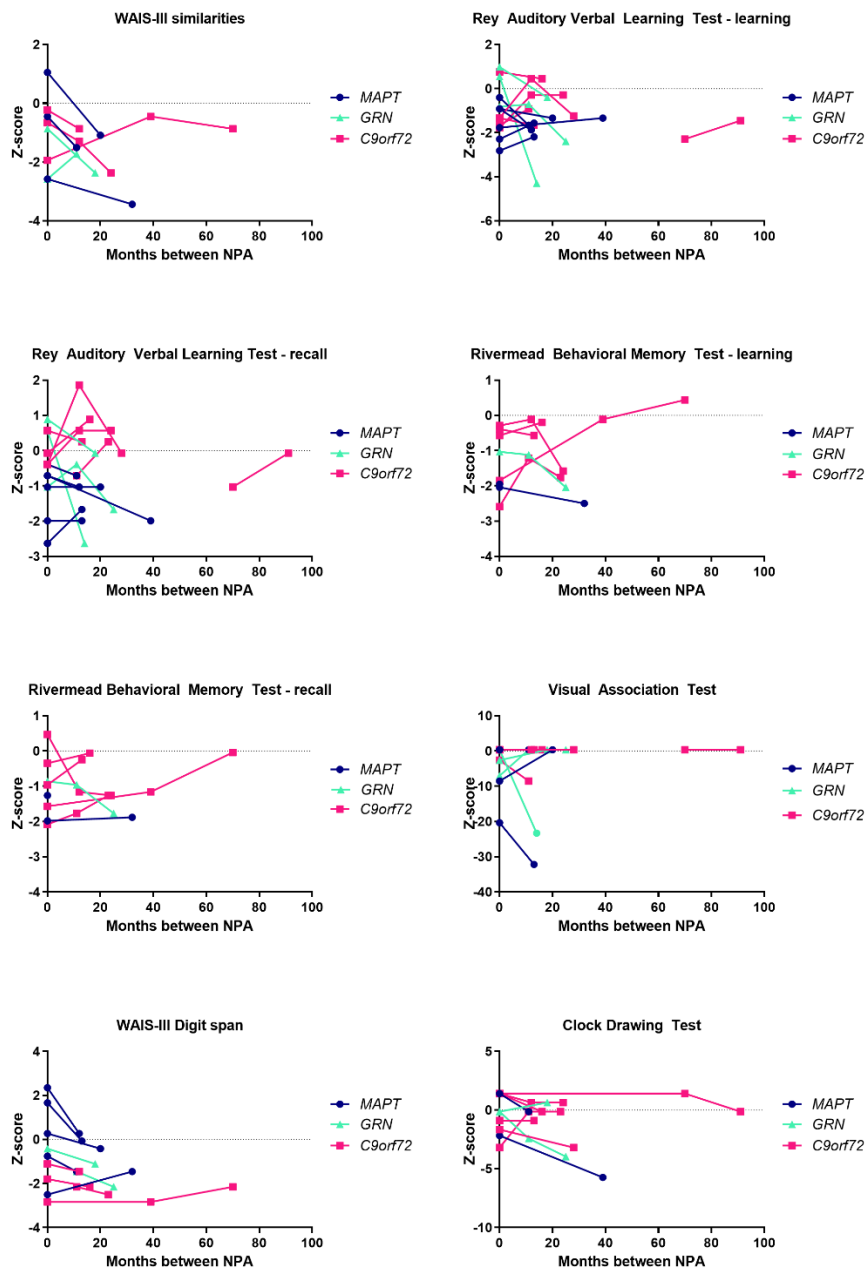 WAIS-III similarities
2
0
-2
-4
Z-score
0 20 40 60 80 100
Months between NPA
MAPT
GRN
C9orf72
Rey Auditory Verbal Learning Test - learning
2
0
-2
-4
-6
Z-score
0 20 40 60 80 100
Months between NPA
MAPT
GRN
C9orf72
Rey Auditory Verbal Learning Test - recall
2
1
0
-1
-2
-3
Z-score
0 20 40 60 80 100
Months between NPA
MAPT
GRN
C9orf72
Rivermead Behavioral Memory Test - learning
1
0
-1
-2
-3
-4
Z-score
0 20 40 60 80 100
Months between NPA
MAPT
GRN
C9orf72
Rivermead Behavioral Memory Test - recall
1
0
-1
-2
-3
-4
Z-score
0 20 40 60 80 100
Months between NPA
MAPT
GRN
C9orf72
Visual Association Test
10
0
-10
-20
-30
-40
Z-score
0 20 40 60 80 100
Months between NPA
MAPT
GRN
C9orf72
WAIS-III Digit span
4
2
0
-2
-4
Z-score
0 20 40 60 80 100
Months between NPA
MAPT
GRN
C9orf72
Clock Drawing Test
5
0
-5
-10
Z-score
0 20 40 60 80 100
Months between NPA
MAPT
GRN
C9orf72